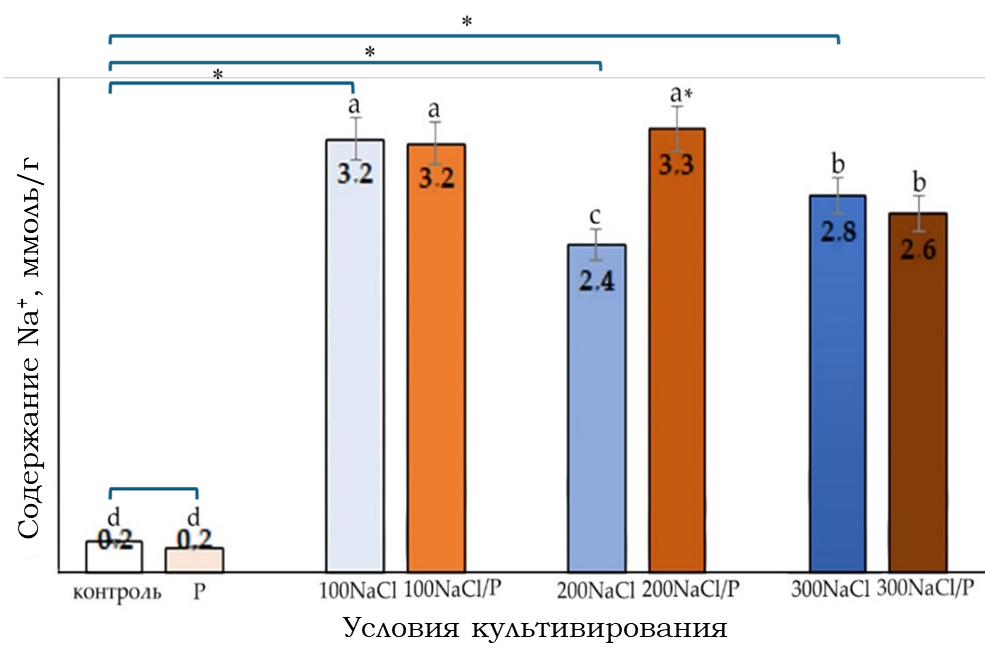 *
*
*
a a a* b b
c
3.2 3.2 3.3 2.8 2.6
2.4
d d
0.2 0.2
Содержание Na⁺, ммоль/г
контроль P 100NaCl 100NaCl/P 200NaCl 200NaCl/P 300NaCl 300NaCl/P
Условия культивирования